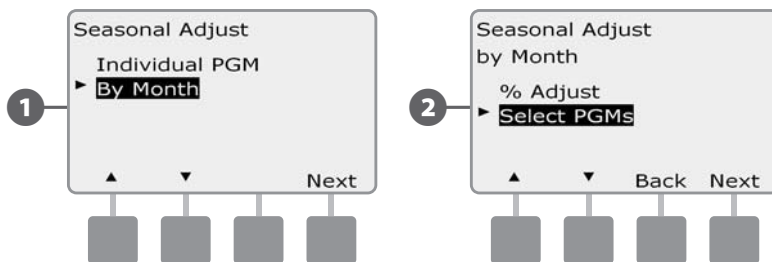 1
Seasonal Adjust
Individual PGM
► By Month
▲ ▼ Next
2
Seasonal Adjust
by Month
% Adjust
► Select PGMs
▲ ▼ Back Next